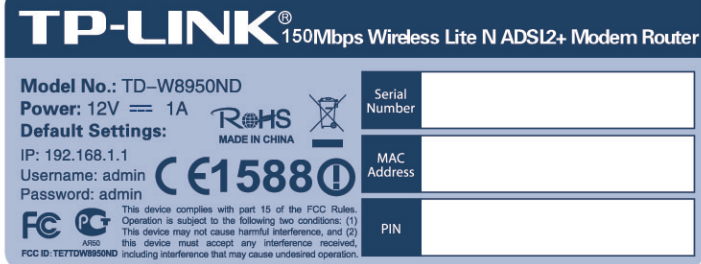 TP-LINK®
150Mbps Wireless Lite N ADSL2+ Modem Router
Model No.: TD-W8950ND
Power: 12V ⎓ 1A
Default Settings:
IP: 192.168.1.1
Username: admin
Password: admin
RoHS
MADE IN CHINA
CE1588
FC
PCT
AR50
FCC ID: TE7TDW8950ND
This device complies with part 15 of the FCC Rules.
Operation is subject to the following two conditions: (1)
This device may not cause harmful interference, and (2)
this device must accept any interference received,
including interference that may cause undesired operation.
Serial
Number
MAC
Address
PIN